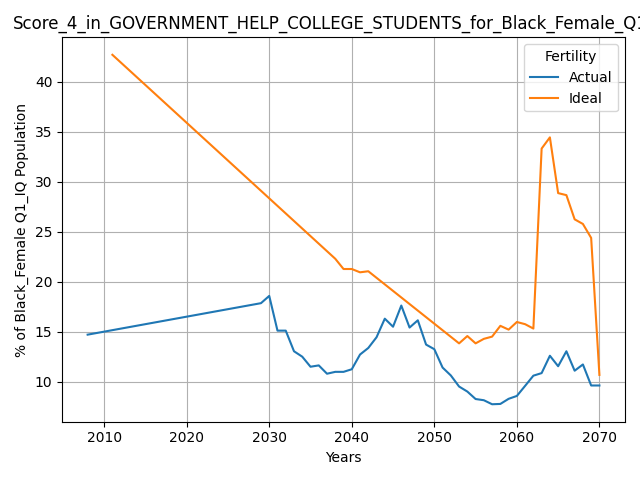 Score_4_in_GOVERNMENT_HELP_COLLEGE_STUDENTS_for_Black_Female_Q1
Fertility
Actual
Ideal
% of Black_Female Q1_IQ Population
40
35
30
25
20
15
10
2010
2020
2030
2040
2050
2060
2070
Years